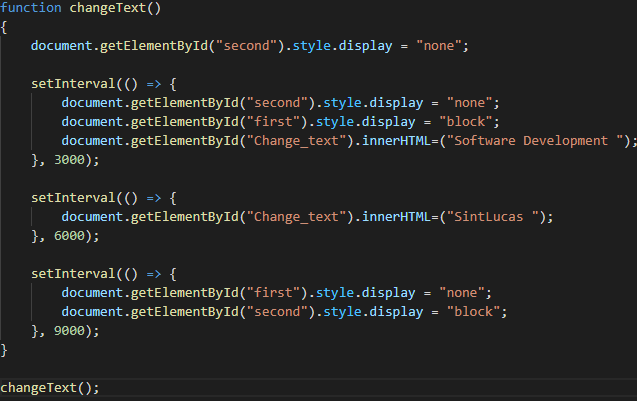 function changeText()
{
    document.getElementById("second").style.display = "none";

    setInterval(() => {
        document.getElementById("second").style.display = "none";
        document.getElementById("first").style.display = "block";
        document.getElementById("Change_text").innerHTML=("Software Development ");
    }, 3000);

    setInterval(() => {
        document.getElementById("Change_text").innerHTML=("SintLucas ");
    }, 6000);

    setInterval(() => {
        document.getElementById("first").style.display = "none";
        document.getElementById("second").style.display = "block";
    }, 9000);
}

changeText();